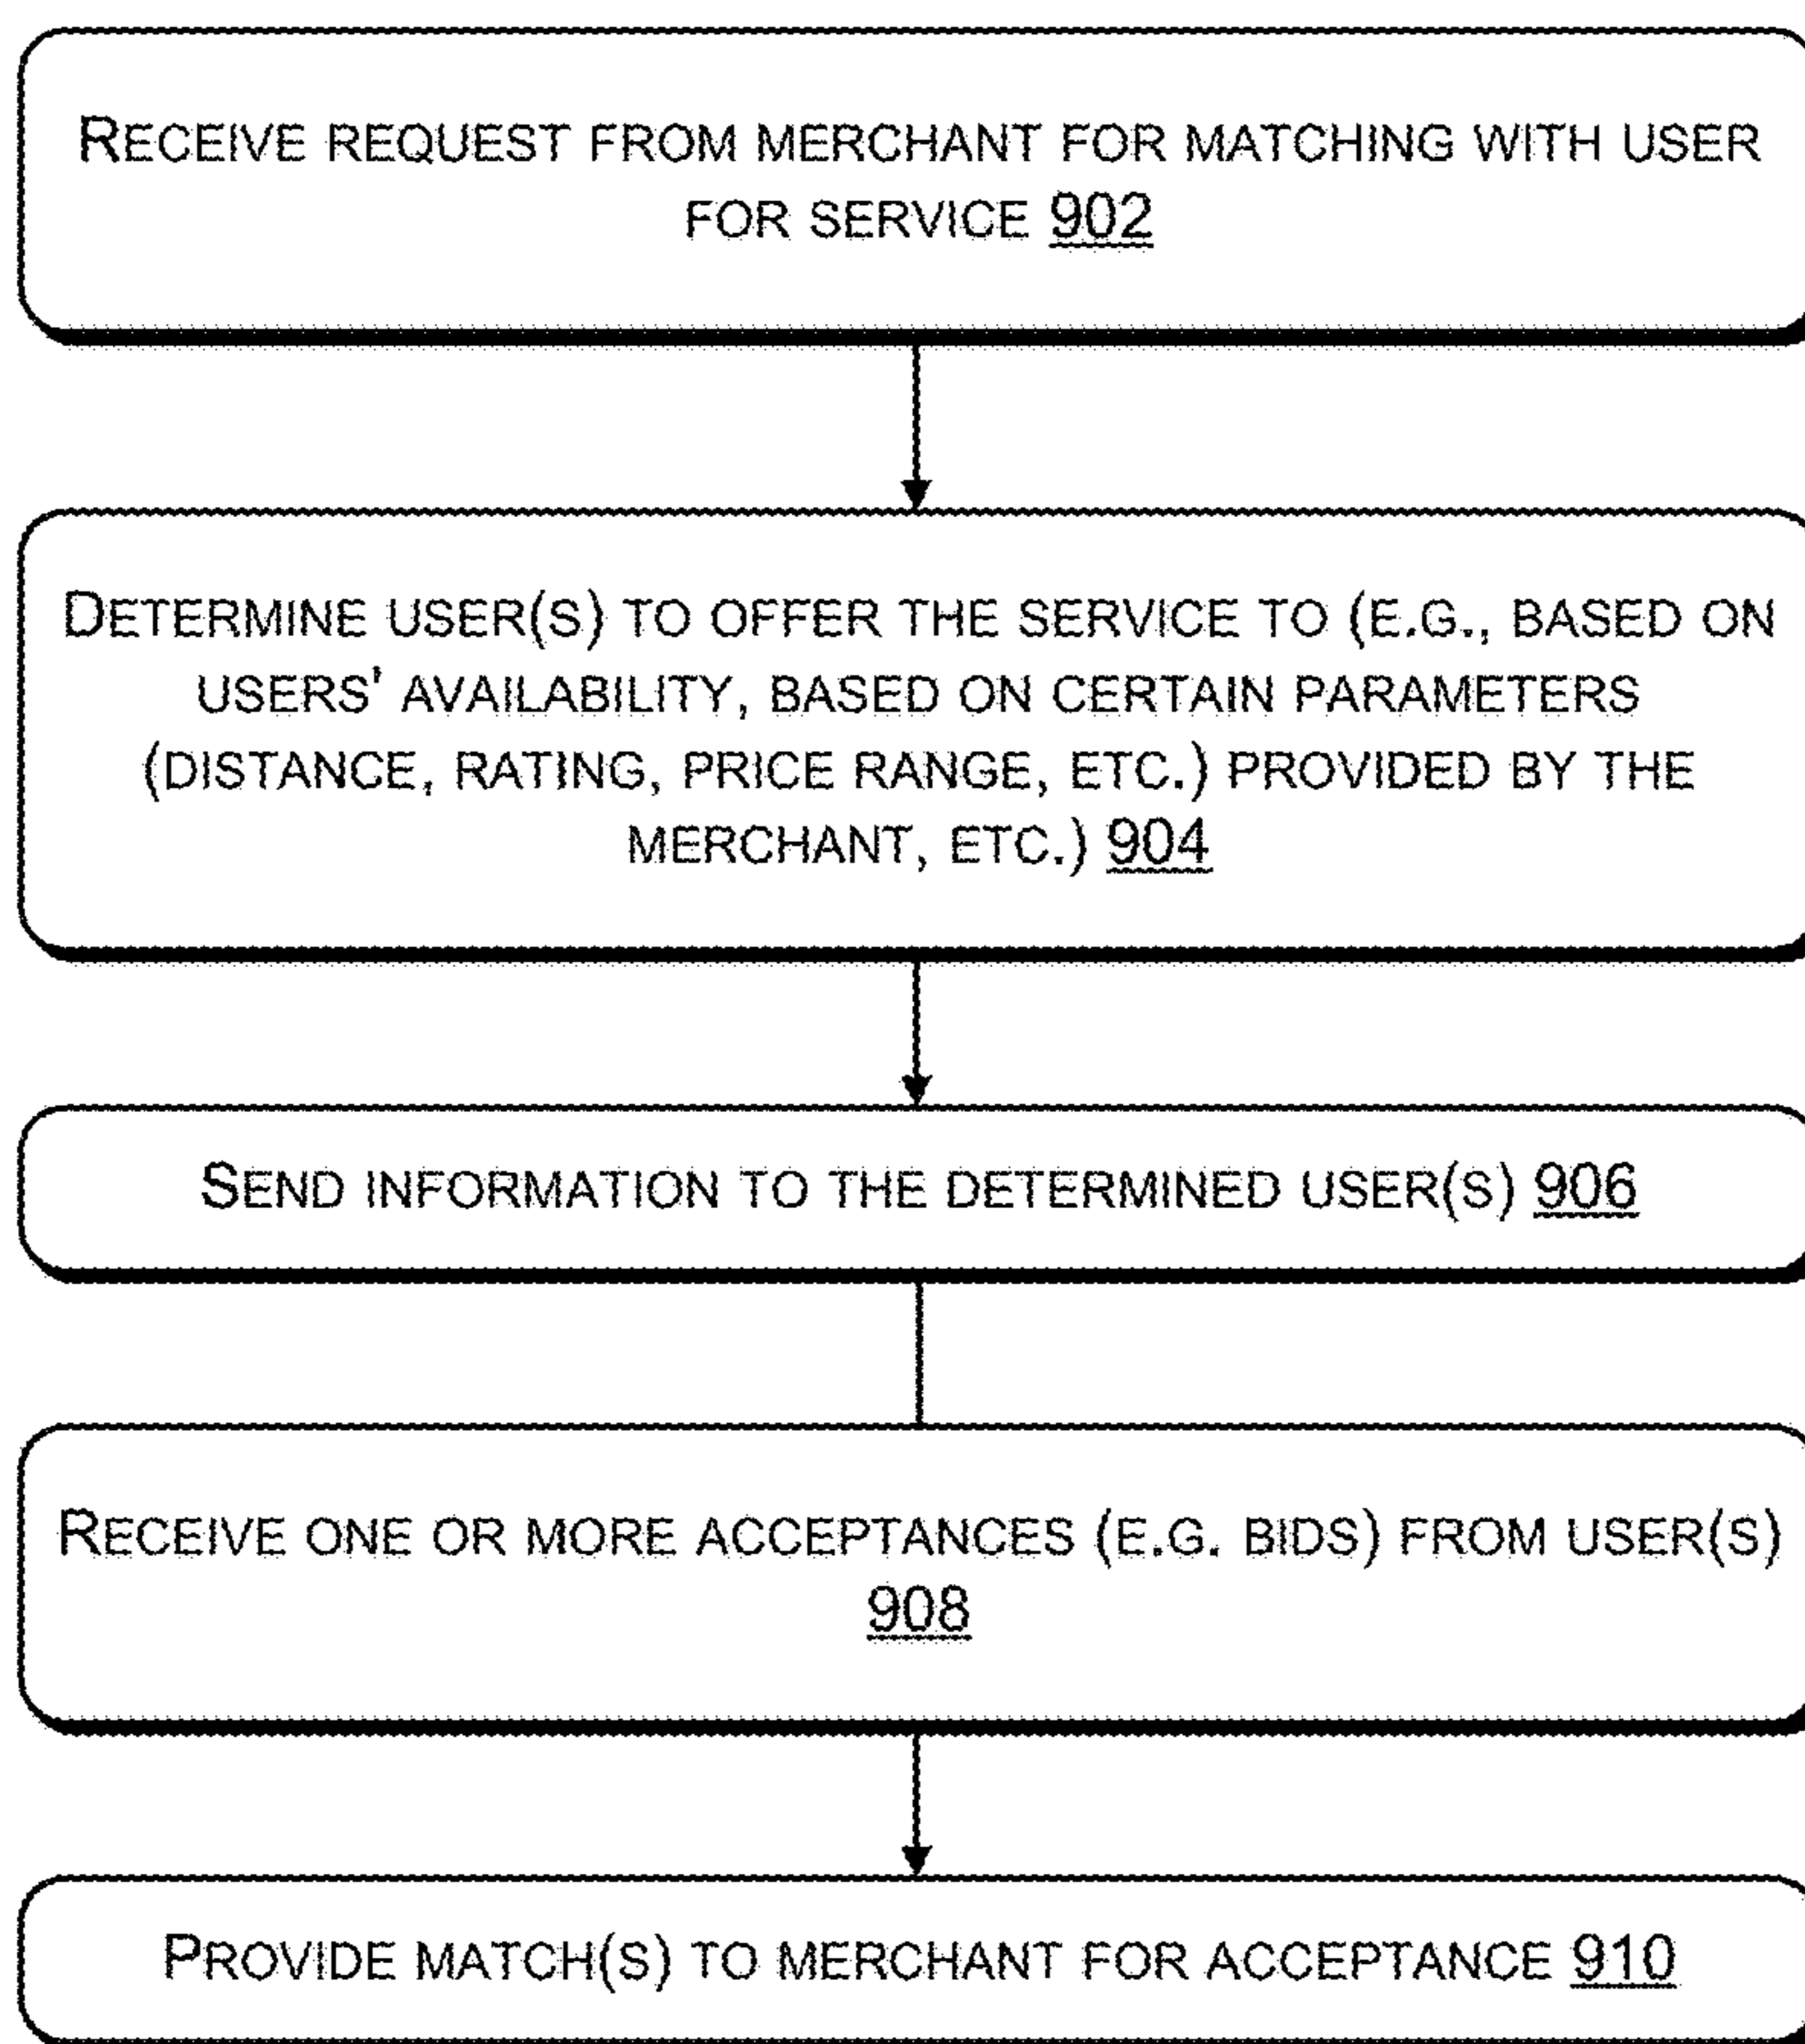 RECEIVE REQUEST FROM MERCHANT FOR MATCHING WITH USER
FOR SERVICE 902
DETERMINE USER(S) TO OFFER THE SERVICE TO (E.G., BASED ON
USERS' AVAILABILITY, BASED ON CERTAIN PARAMETERS
(DISTANCE, RATING, PRICE RANGE, ETC.) PROVIDED BY THE
MERCHANT, ETC.) 904
SEND INFORMATION TO THE DETERMINED USER(S) 906
RECEIVE ONE OR MORE ACCEPTANCES (E.G. BIDS) FROM USER(S)
908
PROVIDE MATCH(S) TO MERCHANT FOR ACCEPTANCE 910